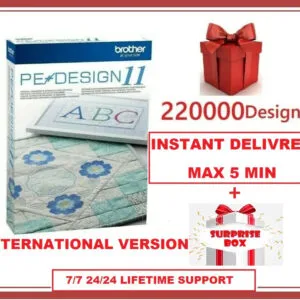 brother
PE DESIGN 11
ABC
220000Design
INSTANT DELIVRE
MAX 5 MIN
+
TERNATIONAL VERSION
SURPRISE
BOX
7/7 24/24 LIFETIME SUPPORT